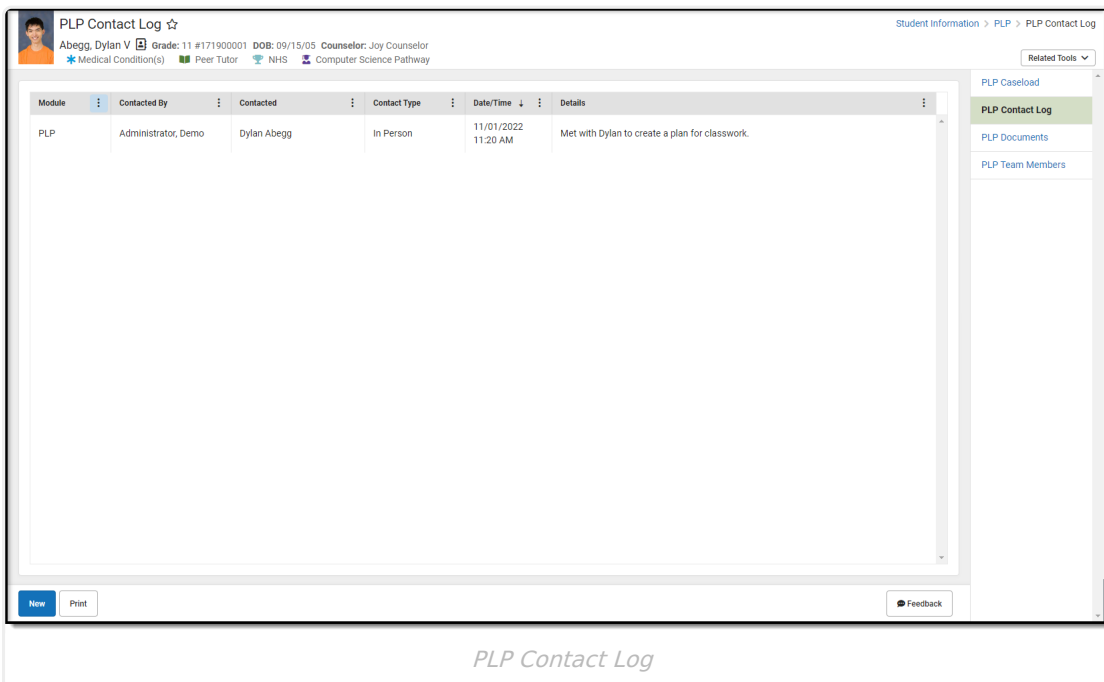 PLP Contact Log
Student Information > PLP > PLP Contact Log
Abegg, Dylan V Grade: 11 #171900001 DOB: 09/15/05 Counselor: Joy Counselor
Medical Condition(s) Peer Tutor NHS Computer Science Pathway
Related Tools
PLP Caseload
PLP Contact Log
PLP Documents
PLP Team Members
Module Contacted By Contacted Contact Type Date/Time ↓ Details
PLP Administrator, Demo Dylan Abegg In Person 11/01/2022 11:20 AM Met with Dylan to create a plan for classwork.
New Print Feedback
PLP Contact Log